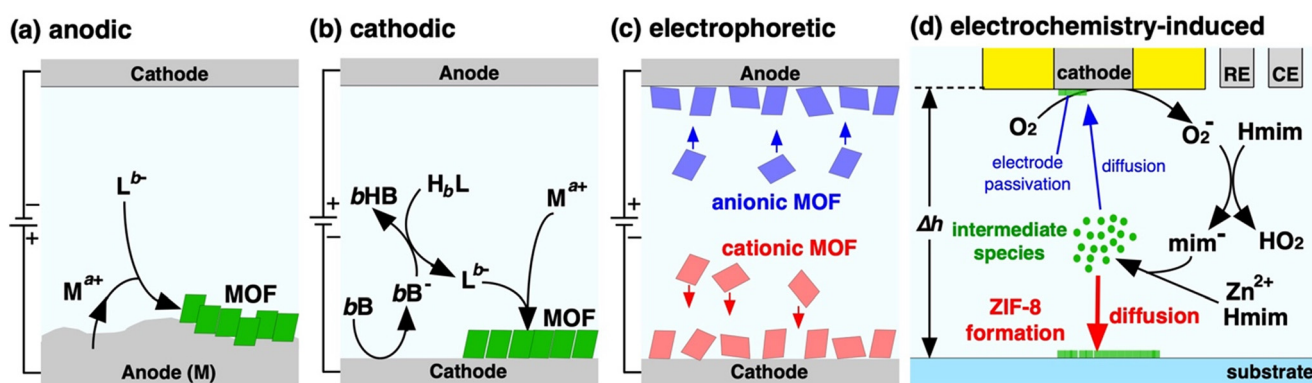 (a) anodic
Cathode
−
+
L^b-
M^a+
MOF
Anode (M)
(b) cathodic
Anode
+
−
bHB
H_bL
M^a+
bB
bB^-
L^b-
MOF
Cathode
(c) electrophoretic
Anode
+
−
anionic MOF
cationic MOF
Cathode
(d) electrochemistry-induced
cathode
RE
CE
O₂
O₂⁻
Hmim
electrode
passivation
diffusion
Δh
intermediate
species
mim⁻
HO₂
Zn²⁺
Hmim
ZIF-8
formation
diffusion
substrate